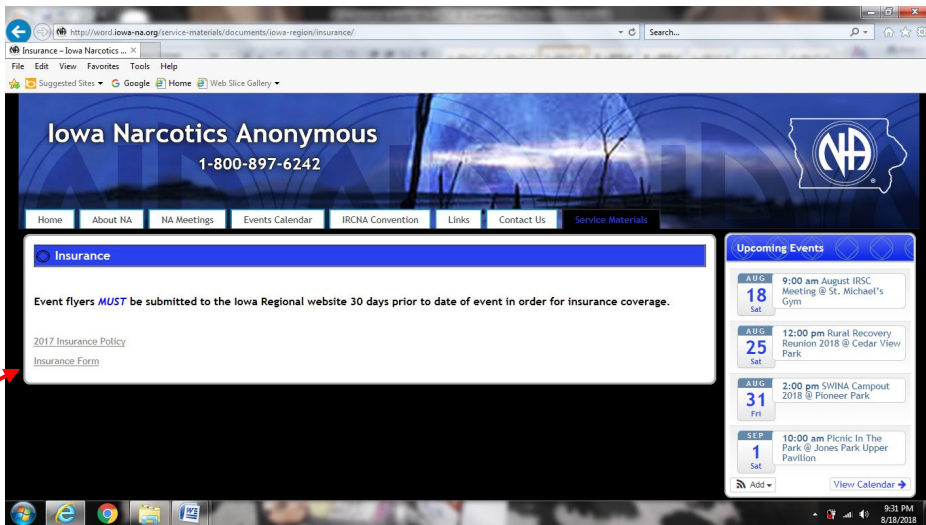 http://word.iowa-na.org/service-materials/documents/iowa-region/insurance/
Search...
Insurance – Iowa Narcotics ...
File Edit View Favorites Tools Help
Suggested Sites Google Home Web Slice Gallery
Iowa Narcotics Anonymous
1-800-897-6242
NA
Home About NA NA Meetings Events Calendar IRCNA Convention Links Contact Us Service Materials
Insurance
Event flyers MUST be submitted to the Iowa Regional website 30 days prior to date of event in order for insurance coverage.
2017 Insurance Policy
Insurance Form
Upcoming Events
AUG
18
Sat
9:00 am August IRSC
Meeting @ St. Michael's
Gym
AUG
25
Sat
12:00 pm Rural Recovery
Reunion 2018 @ Cedar View
Park
AUG
31
Fri
2:00 pm SWINA Campout
2018 @ Pioneer Park
SEP
1
Sat
10:00 am Picnic In The
Park @ Jones Park Upper
Pavilion
Add View Calendar
9:31 PM
8/18/2018